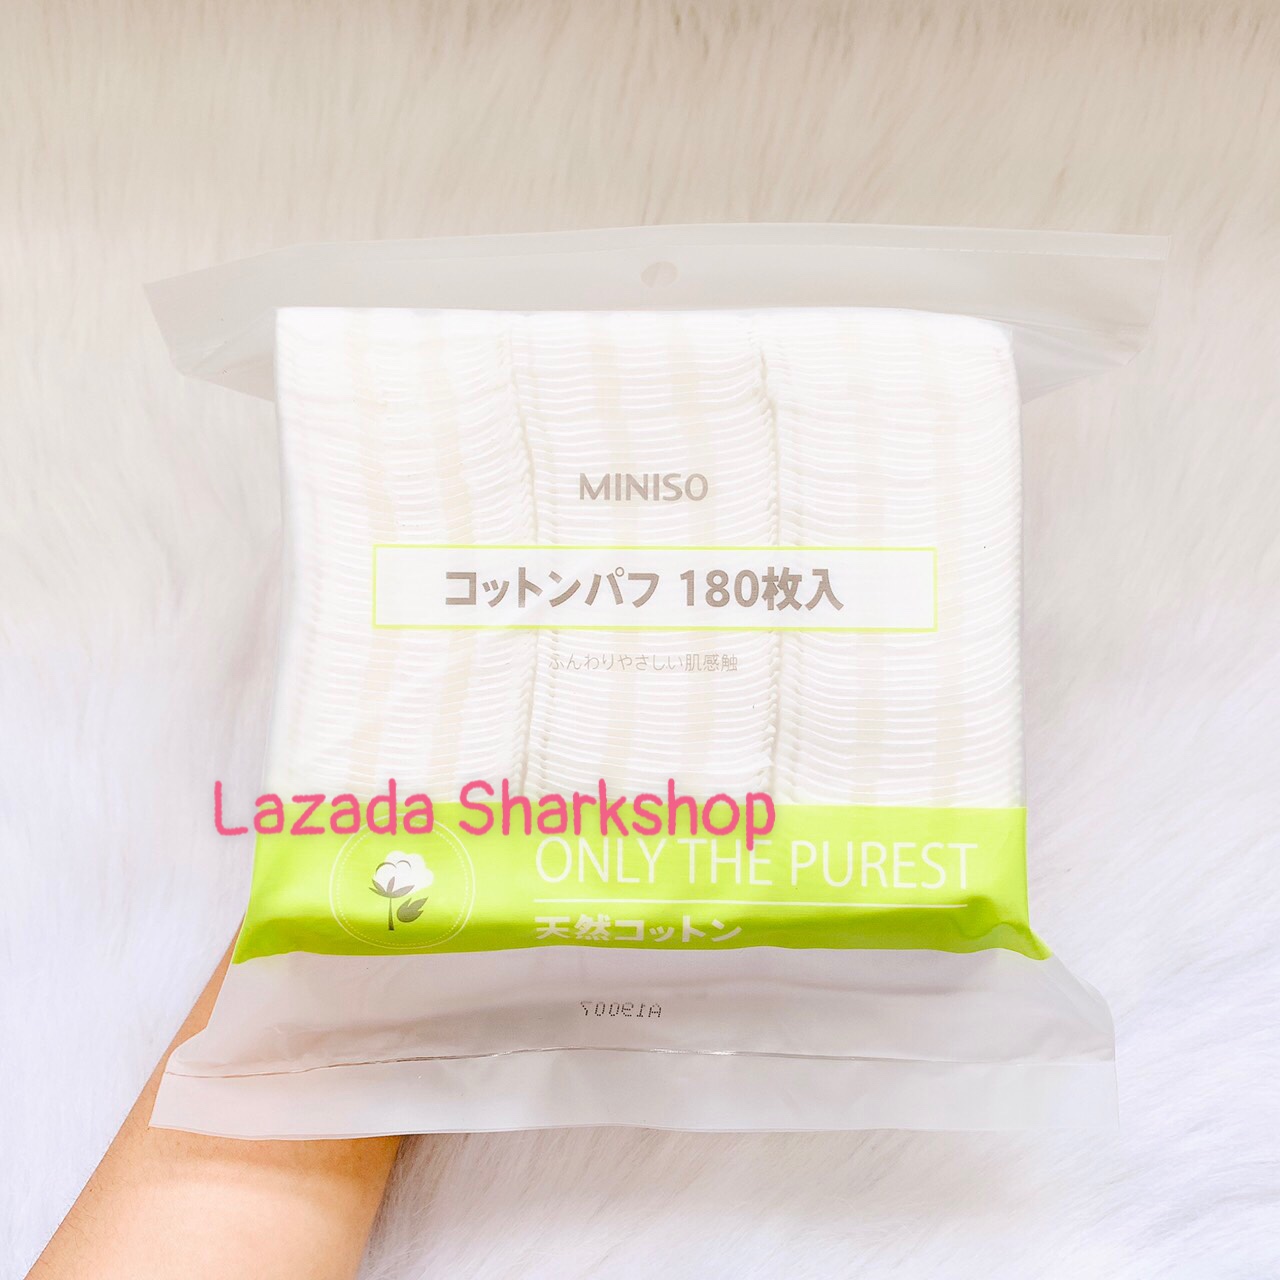 MINISO
コットンパフ 180枚入
ふんわりやさしい肌感触
Lazada Sharkshop
ONLY THE PUREST
天然コットン
A19007